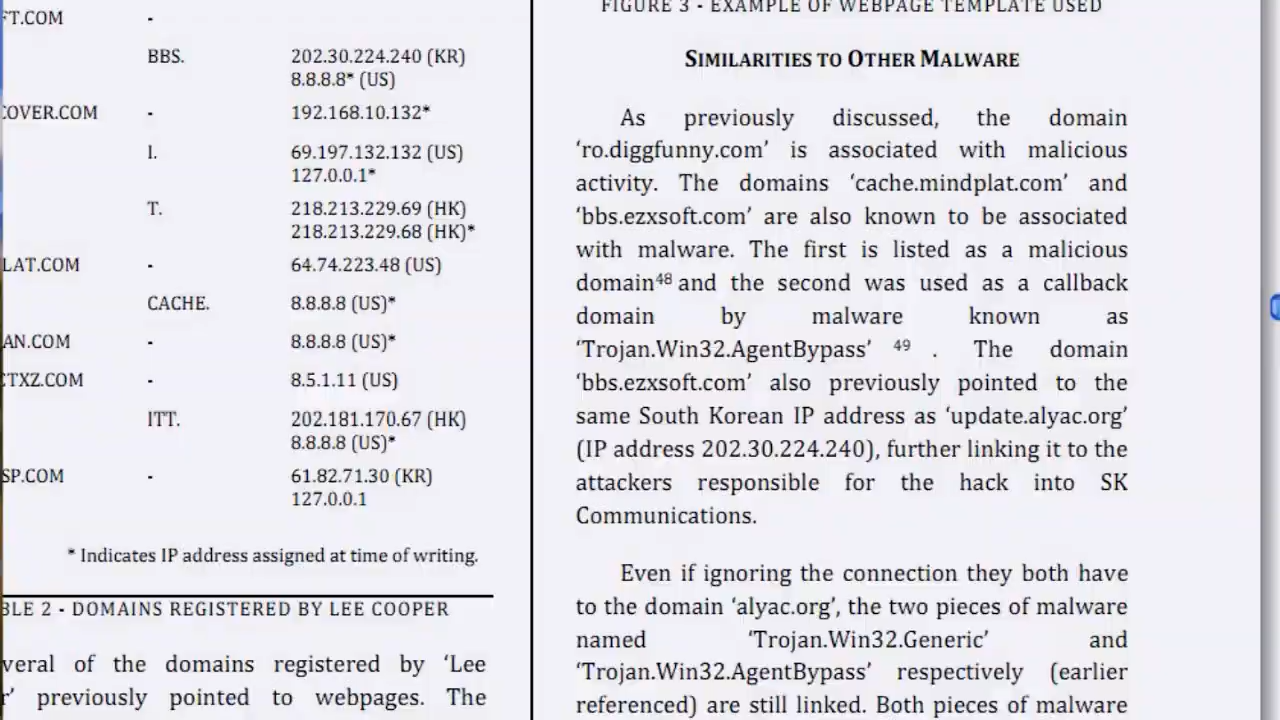 FT.COM
BBS. 202.30.224.240 (KR)
8.8.8.8* (US)
COVER.COM - 192.168.10.132*
I. 69.197.132.132 (US)
127.0.0.1*
T. 218.213.229.69 (HK)
218.213.229.68 (HK)*
LAT.COM - 64.74.223.48 (US)
CACHE. 8.8.8.8 (US)*
AN.COM - 8.8.8.8 (US)*
CTXZ.COM - 8.5.1.11 (US)
ITT. 202.181.170.67 (HK)
8.8.8.8 (US)*
SP.COM - 61.82.71.30 (KR)
127.0.0.1
* Indicates IP address assigned at time of writing.
BLE 2 - DOMAINS REGISTERED BY LEE COOPER
veral of the domains registered by ‘Lee
r’ previously pointed to webpages. The
FIGURE 3 - EXAMPLE OF WEBPAGE TEMPLATE USED
SIMILARITIES TO OTHER MALWARE
As previously discussed, the domain
‘ro.diggfunny.com’ is associated with malicious
activity. The domains ‘cache.mindplat.com’ and
‘bbs.ezxsoft.com’ are also known to be associated
with malware. The first is listed as a malicious
domain48 and the second was used as a callback
domain by malware known as
‘Trojan.Win32.AgentBypass’ 49 . The domain
‘bbs.ezxsoft.com’ also previously pointed to the
same South Korean IP address as ‘update.alyac.org’
(IP address 202.30.224.240), further linking it to the
attackers responsible for the hack into SK
Communications.
Even if ignoring the connection they both have
to the domain ‘alyac.org’, the two pieces of malware
named ‘Trojan.Win32.Generic’ and
‘Trojan.Win32.AgentBypass’ respectively (earlier
referenced) are still linked. Both pieces of malware